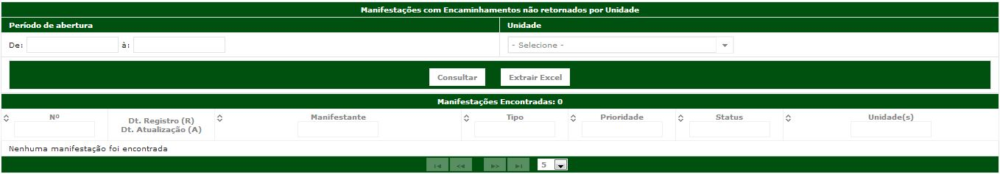 Manifestações com Encaminhamentos não retornados por Unidade
Período de abertura Unidade
De: à: - Selecione -
Consultar Extrair Excel
Manifestações Encontradas: 0
Nº Dt. Registro (R) Manifestante Tipo Prioridade Status Unidade(s)
Dt. Atualização (A)
Nenhuma manifestação foi encontrada
5